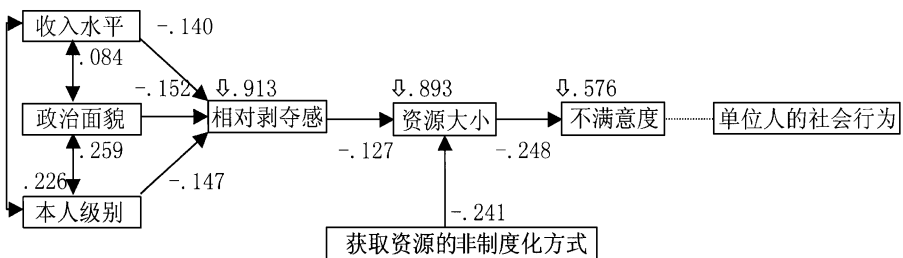 收入水平
-.140
.084
-.152
⇩.913
⇩.893
⇩.576
政治面貌
相对剥夺感
资源大小
不满意度
单位人的社会行为
.259
-.127
-.248
.226
-.147
本人级别
-.241
获取资源的非制度化方式